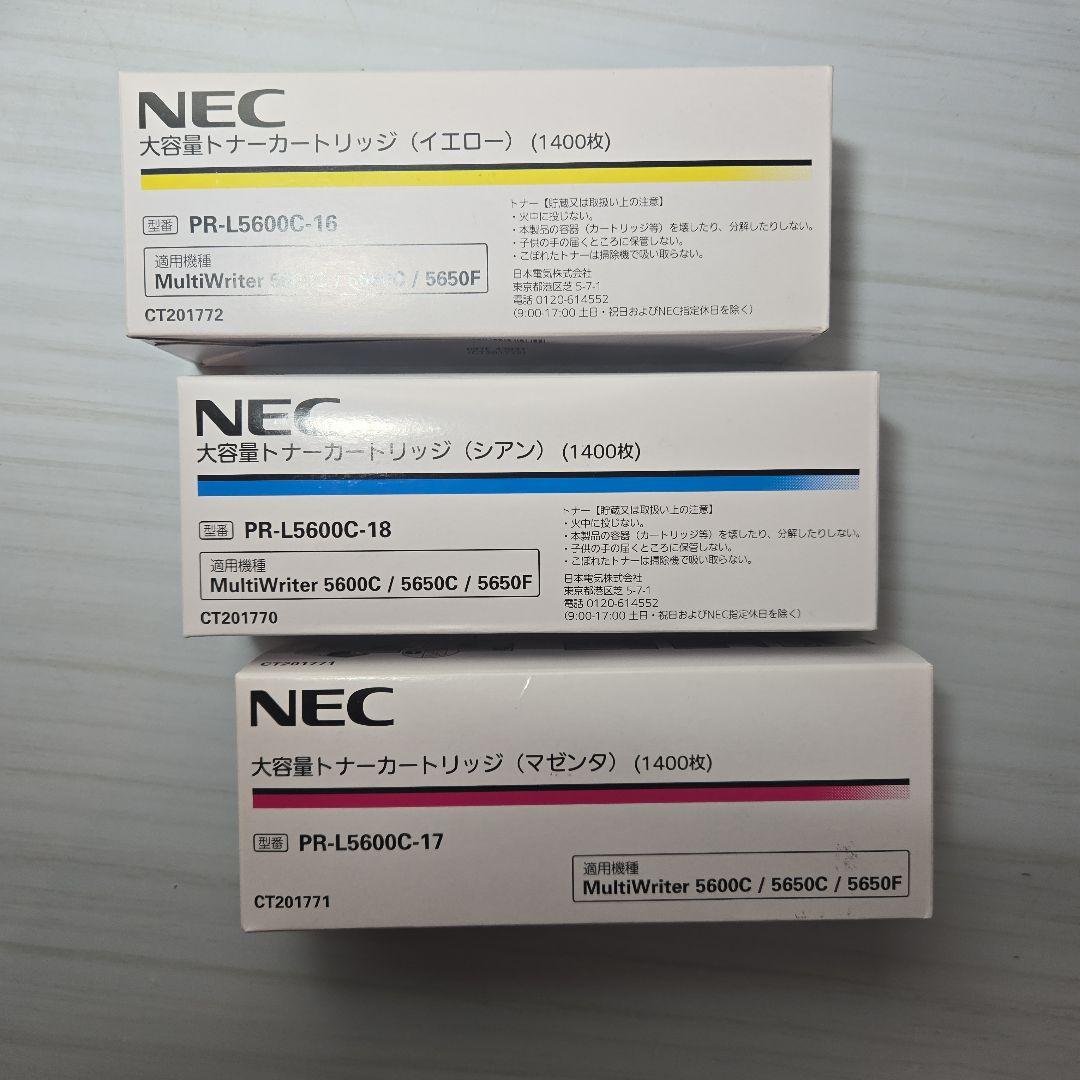 NEC
大容量トナーカートリッジ（イエロー）(1400枚)
型番 PR-L5600C-16
適用機種
MultiWriter 5 C / 5650F
CT201772
トナー【貯蔵又は取扱い上の注意】
・火中に投じない。
・本製品の容器（カートリッジ等）を壊したり、分解したりしない。
・子供の手の届くところに保管しない。
・こぼれたトナーは掃除機で吸い取らない。
日本電気株式会社
東京都港区芝 5-7-1
電話 0120-614552
（9:00-17:00 土日・祝日およびNEC指定休日を除く）
NEC
大容量トナーカートリッジ（シアン）(1400枚)
型番 PR-L5600C-18
適用機種
MultiWriter 5600C / 5650C / 5650F
CT201770
トナー【貯蔵又は取扱い上の注意】
・火中に投じない。
・本製品の容器（カートリッジ等）を壊したり、分解したりしない。
・子供の手の届くところに保管しない。
・こぼれたトナーは掃除機で吸い取らない。
日本電気株式会社
東京都港区芝 5-7-1
電話 0120-614552
（9:00-17:00 土日・祝日およびNEC指定休日を除く）
CT201771
NEC
大容量トナーカートリッジ（マゼンタ）(1400枚)
型番 PR-L5600C-17
適用機種
MultiWriter 5600C / 5650C / 5650F
CT201771